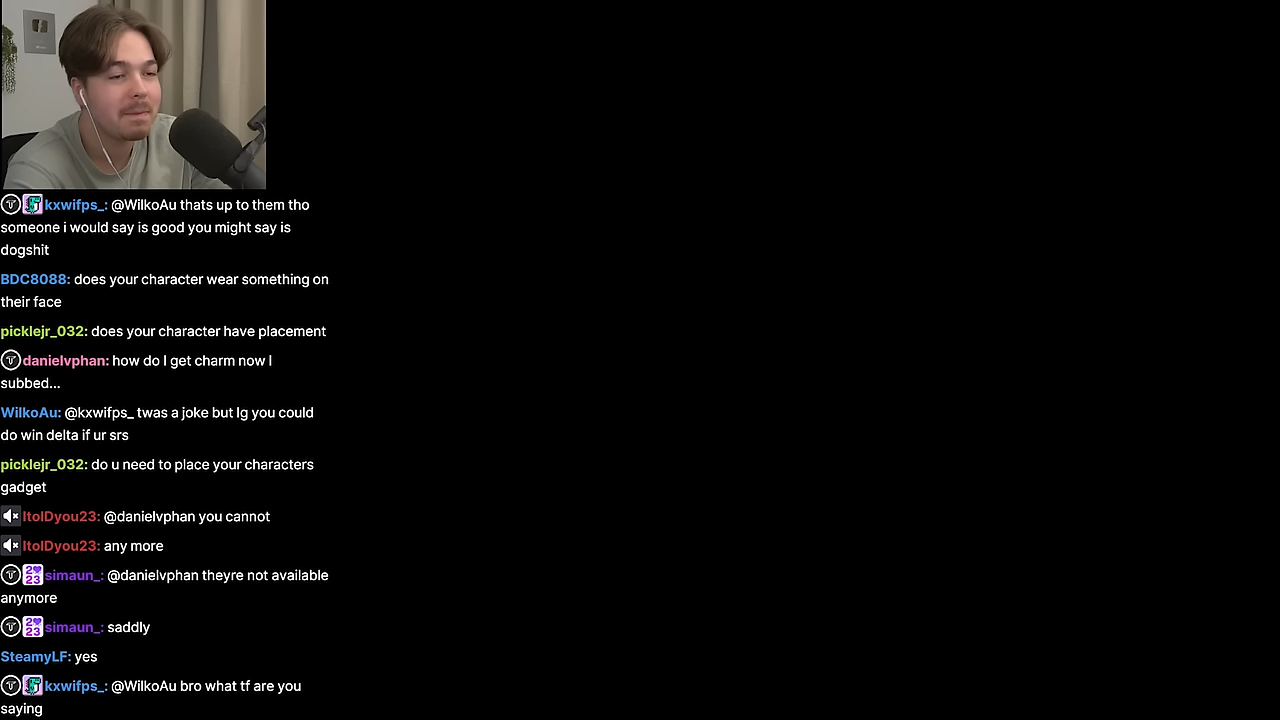 kxwifps_: @WilkoAu thats up to them tho
someone i would say is good you might say is
dogshit
BDC8088: does your character wear something on
their face
picklejr_032: does your character have placement
danielvphan: how do I get charm now I
subbed...
WilkoAu: @kxwifps_ twas a joke but lg you could
do win delta if ur srs
picklejr_032: do u need to place your characters
gadget
ItolDyou23: @danielvphan you cannot
ItolDyou23: any more
2023 simaun_: @danielvphan theyre not available
anymore
2023 simaun_: saddly
SteamyLF: yes
kxwifps_: @WilkoAu bro what tf are you
saying